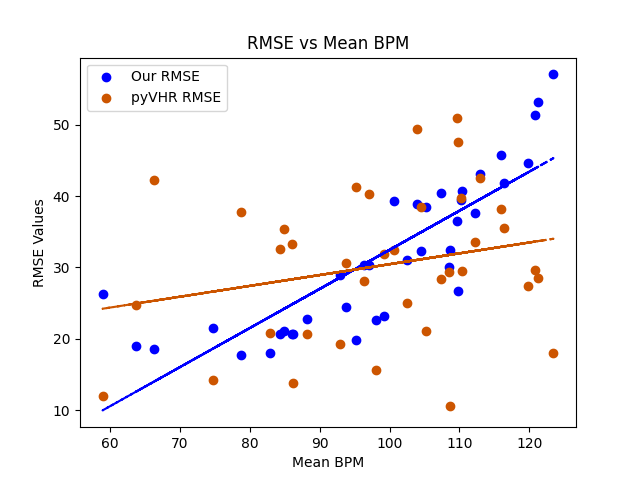 RMSE vs Mean BPM
Our RMSE
pyVHR RMSE
50
40
30
20
10
RMSE Values
60 70 80 90 100 110 120
Mean BPM